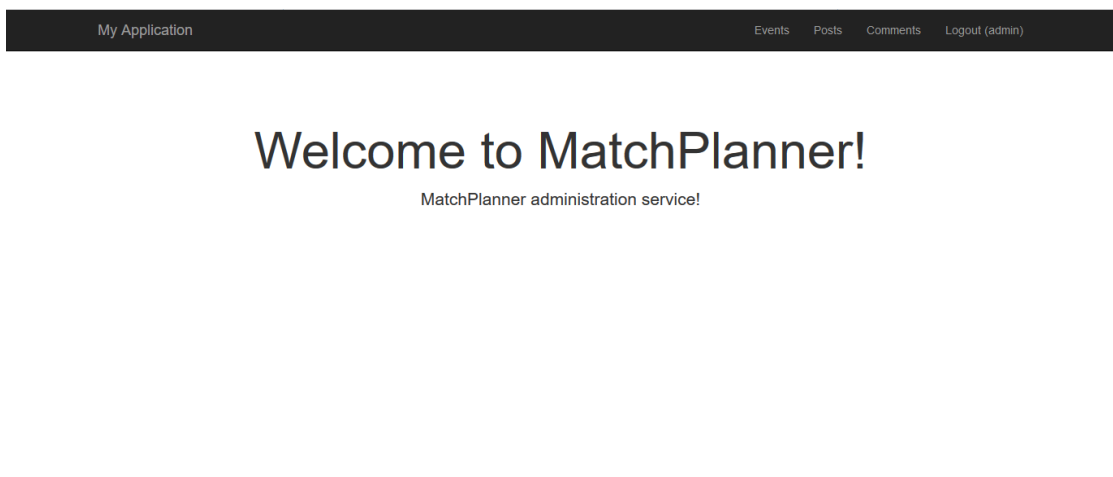 My Application Events Posts Comments Logout (admin)
Welcome to MatchPlanner!
MatchPlanner administration service!